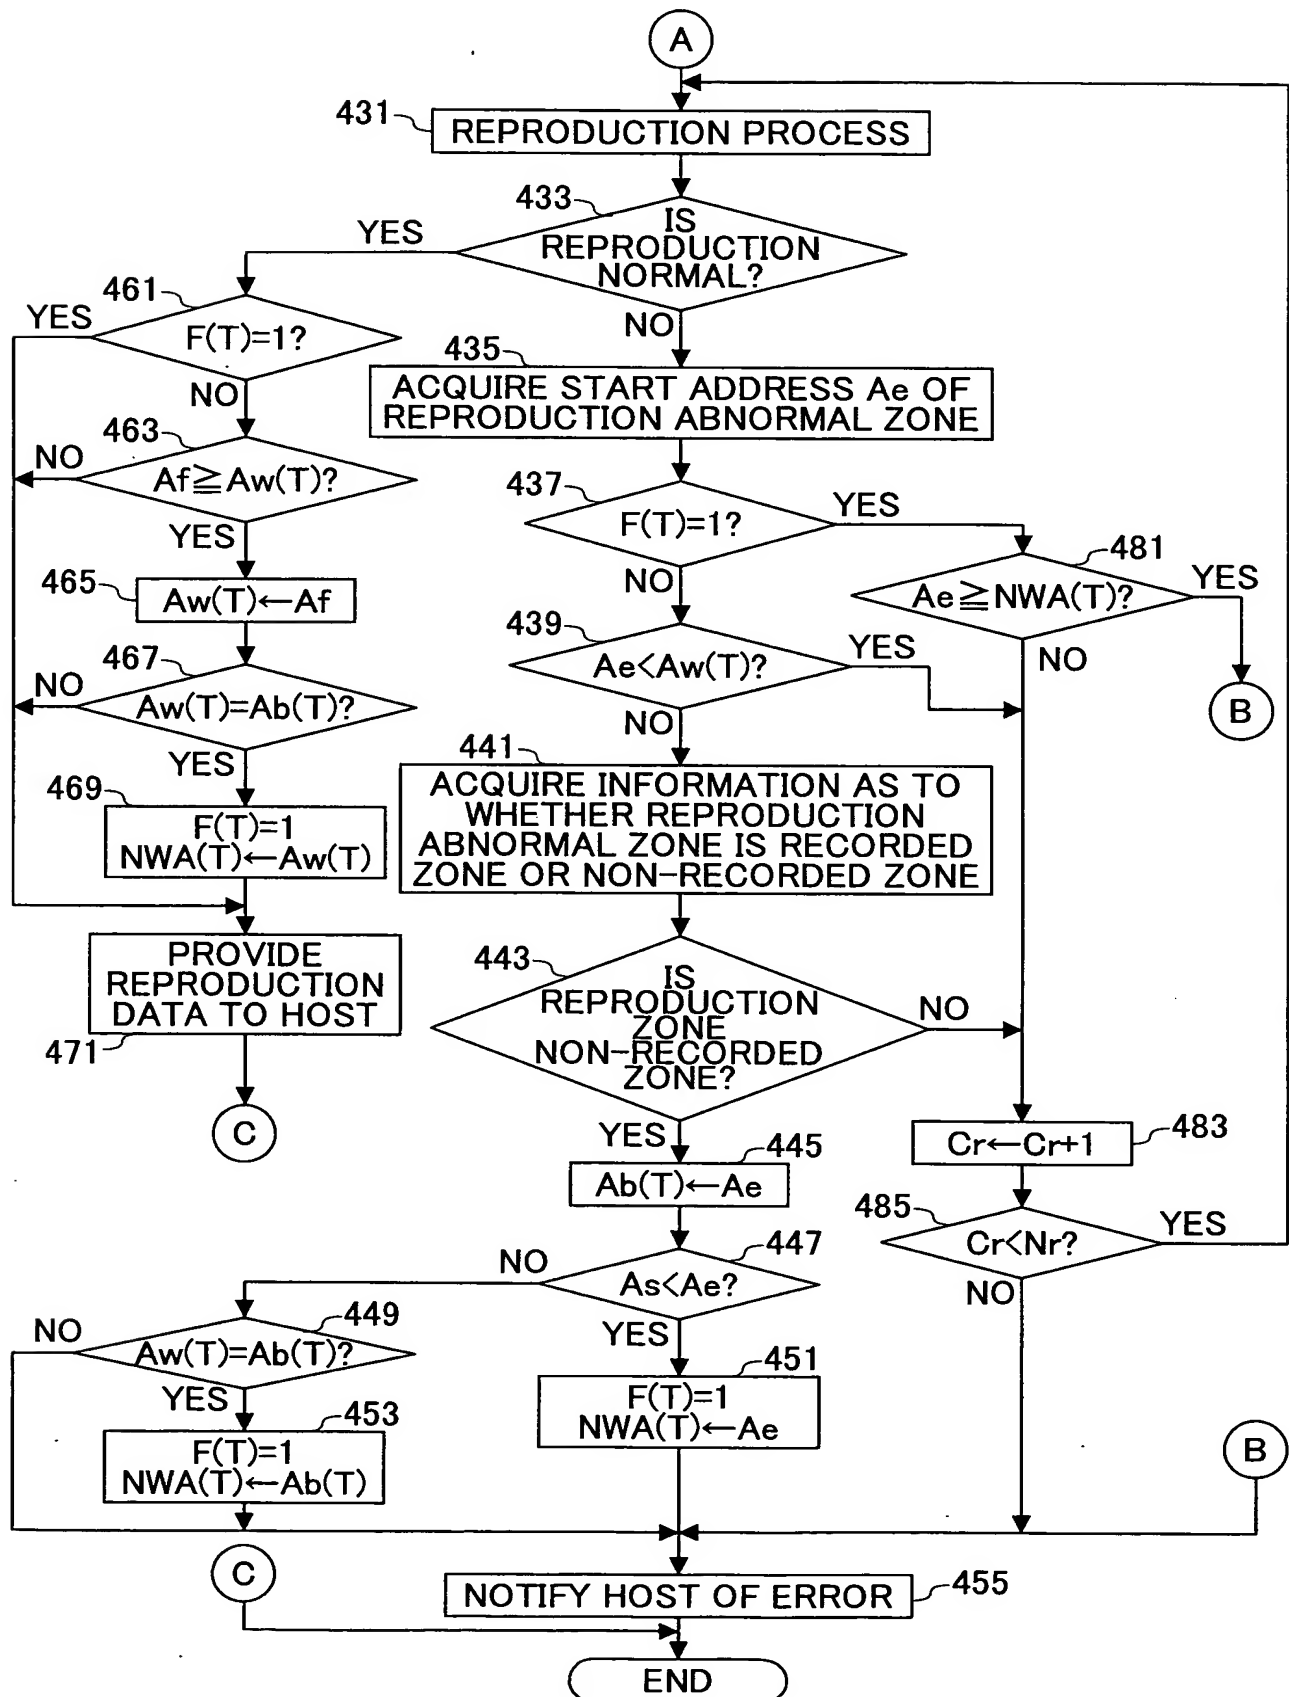 A
431
REPRODUCTION PROCESS
433
IS
REPRODUCTION
NORMAL?
YES
NO
461
F(T)=1?
YES
NO
435
ACQUIRE START ADDRESS Ae OF
REPRODUCTION ABNORMAL ZONE
463
Af≧Aw(T)?
NO
YES
437
F(T)=1?
YES
NO
481
Ae≧NWA(T)?
YES
NO
B
465
Aw(T)←Af
439
Ae<Aw(T)?
YES
NO
467
Aw(T)=Ab(T)?
NO
YES
469
F(T)=1
NWA(T)←Aw(T)
441
ACQUIRE INFORMATION AS TO
WHETHER REPRODUCTION
ABNORMAL ZONE IS RECORDED
ZONE OR NON-RECORDED ZONE
PROVIDE
REPRODUCTION
DATA TO HOST
471
C
443
IS
REPRODUCTION
ZONE
NON-RECORDED
ZONE?
NO
YES
445
Ab(T)←Ae
483
Cr←Cr+1
485
Cr<Nr?
YES
NO
447
As<Ae?
NO
YES
449
Aw(T)=Ab(T)?
NO
YES
451
F(T)=1
NWA(T)←Ae
453
F(T)=1
NWA(T)←Ab(T)
B
C
NOTIFY HOST OF ERROR
455
END